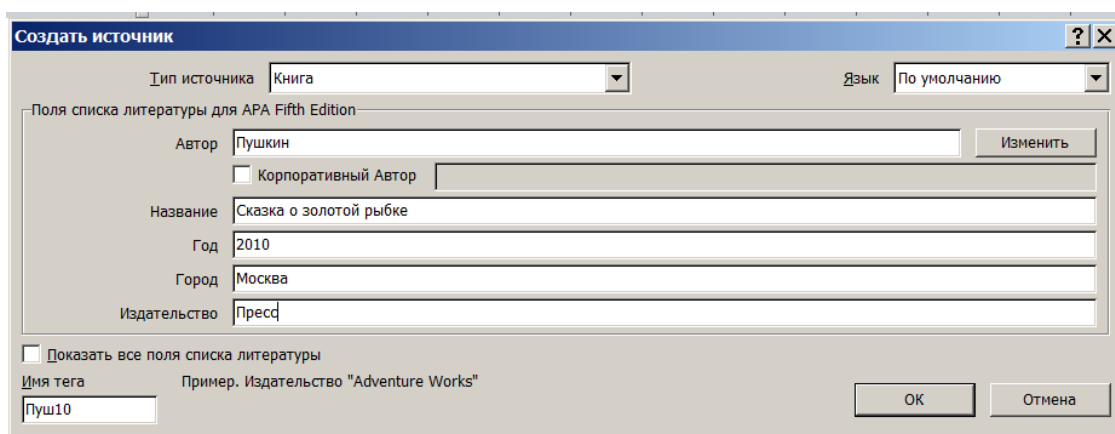 Создать источник
Тип источника Книга Язык По умолчанию
Поля списка литературы для APA Fifth Edition
Автор Пушкин Изменить
Корпоративный Автор
Название Сказка о золотой рыбке
Год 2010
Город Москва
Издательство Пресс
Показать все поля списка литературы
Имя тега Пример. Издательство "Adventure Works"
Пуш10 ОК Отмена